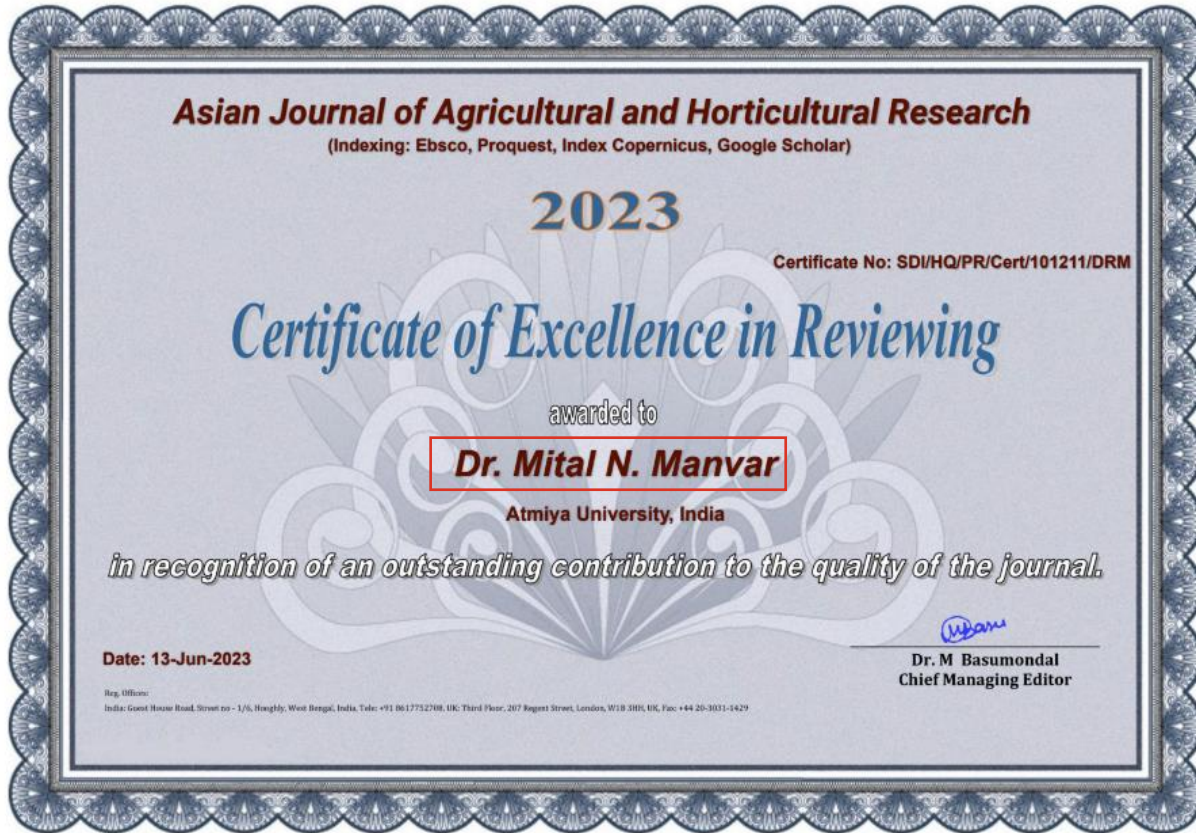 Asian Journal of Agricultural and Horticultural Research
(Indexing: Ebsco, Proquest, Index Copernicus, Google Scholar)
2023
Certificate No: SDI/HQ/PR/Cert/101211/DRM
Certificate of Excellence in Reviewing
awarded to
Dr. Mital N. Manvar
Atmiya University, India
in recognition of an outstanding contribution to the quality of the journal.
MBasu
Date: 13-Jun-2023
Dr. M Basumondal
Chief Managing Editor
Reg. Offices:
India: Guest House Road, Street no - 1/6, Hooghly, West Bengal, India, Tele: +91 8617752708, UK: Third Floor, 207 Regent Street, London, W1B 3HH, UK, Fax: +44 20-3031-1429